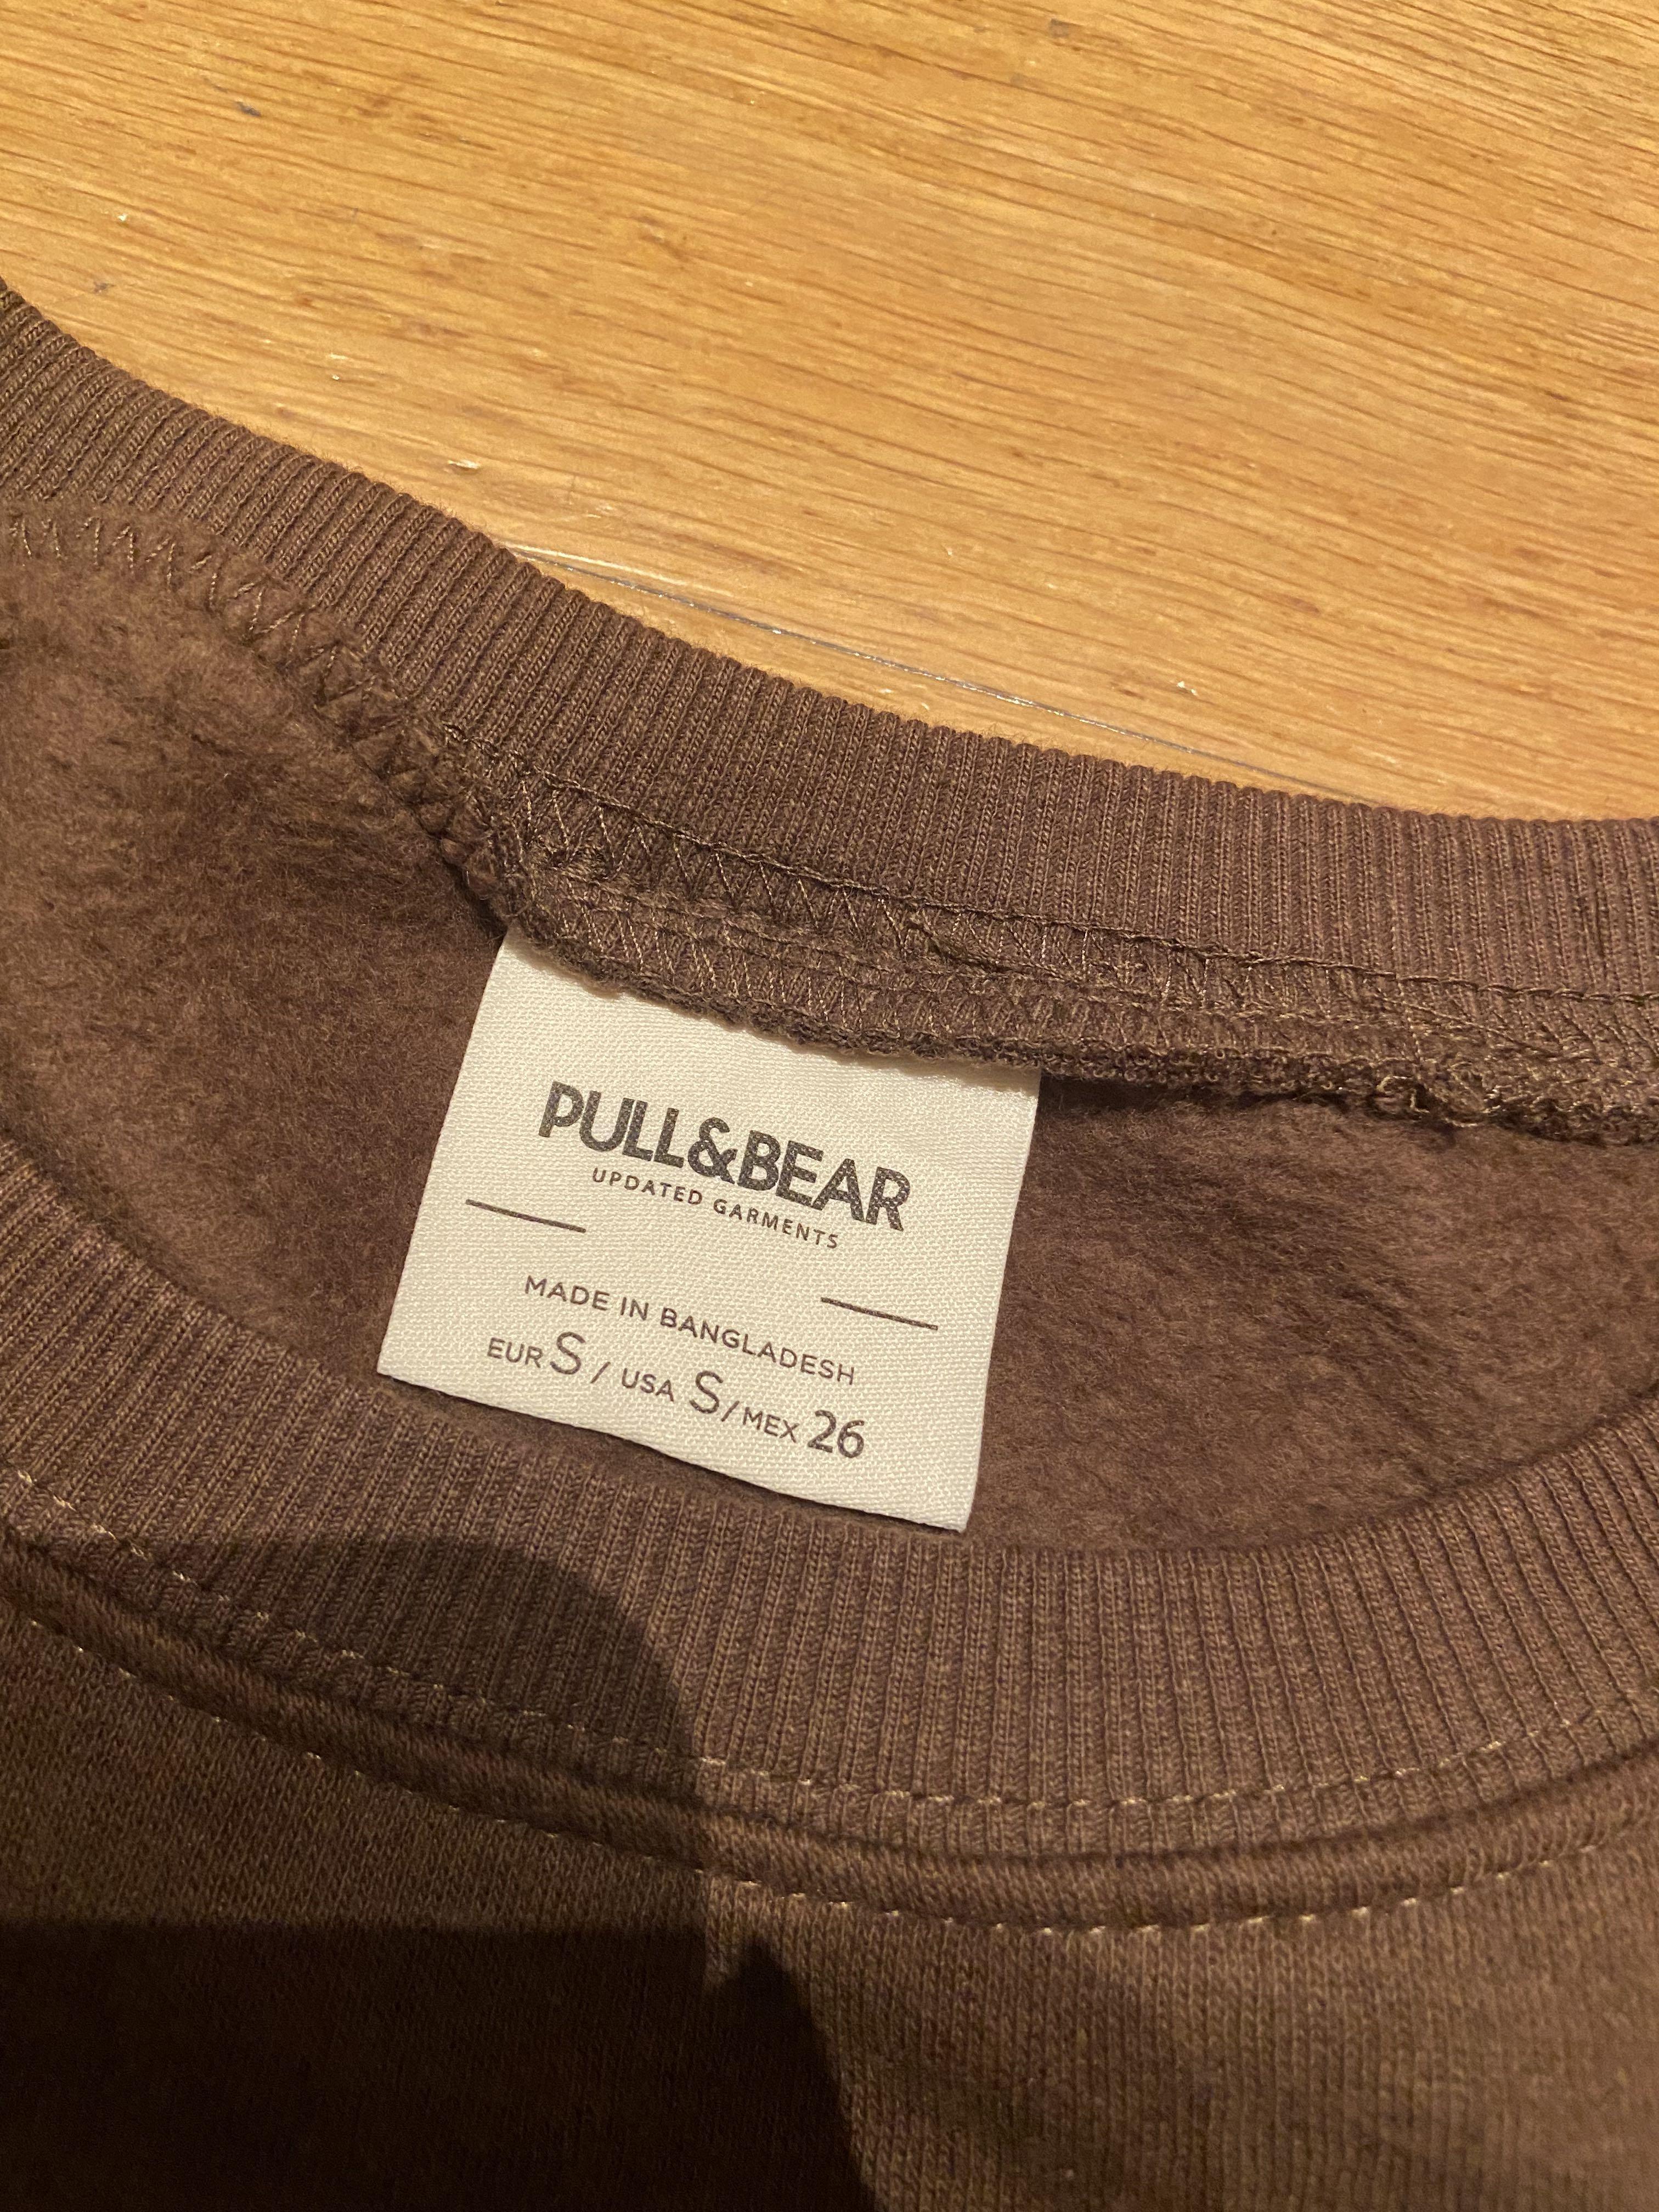 PULL&BEAR
UPDATED GARMENTS
MADE IN BANGLADESH
EUR S / USA S / MEX 26